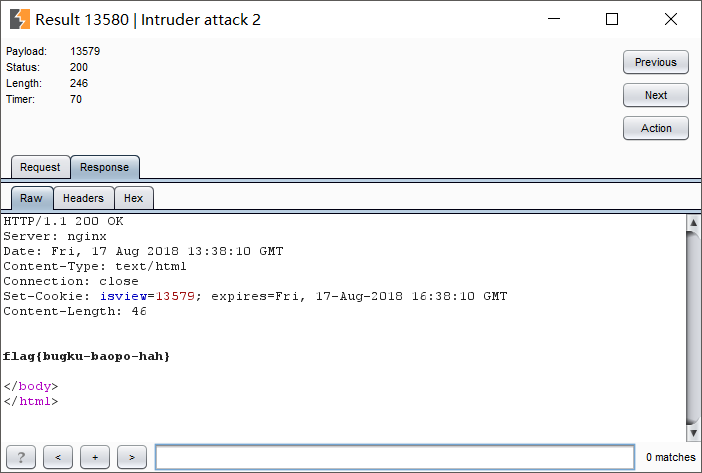 Result 13580 | Intruder attack 2
Payload: 13579
Status: 200
Length: 246
Timer: 70
Previous
Next
Action
Request Response
Raw Headers Hex
HTTP/1.1 200 OK
Server: nginx
Date: Fri, 17 Aug 2018 13:38:10 GMT
Content-Type: text/html
Connection: close
Set-Cookie: isview=13579; expires=Fri, 17-Aug-2018 16:38:10 GMT
Content-Length: 46
flag{bugku-baopo-hah}
</body>
</html>
? < + > 0 matches